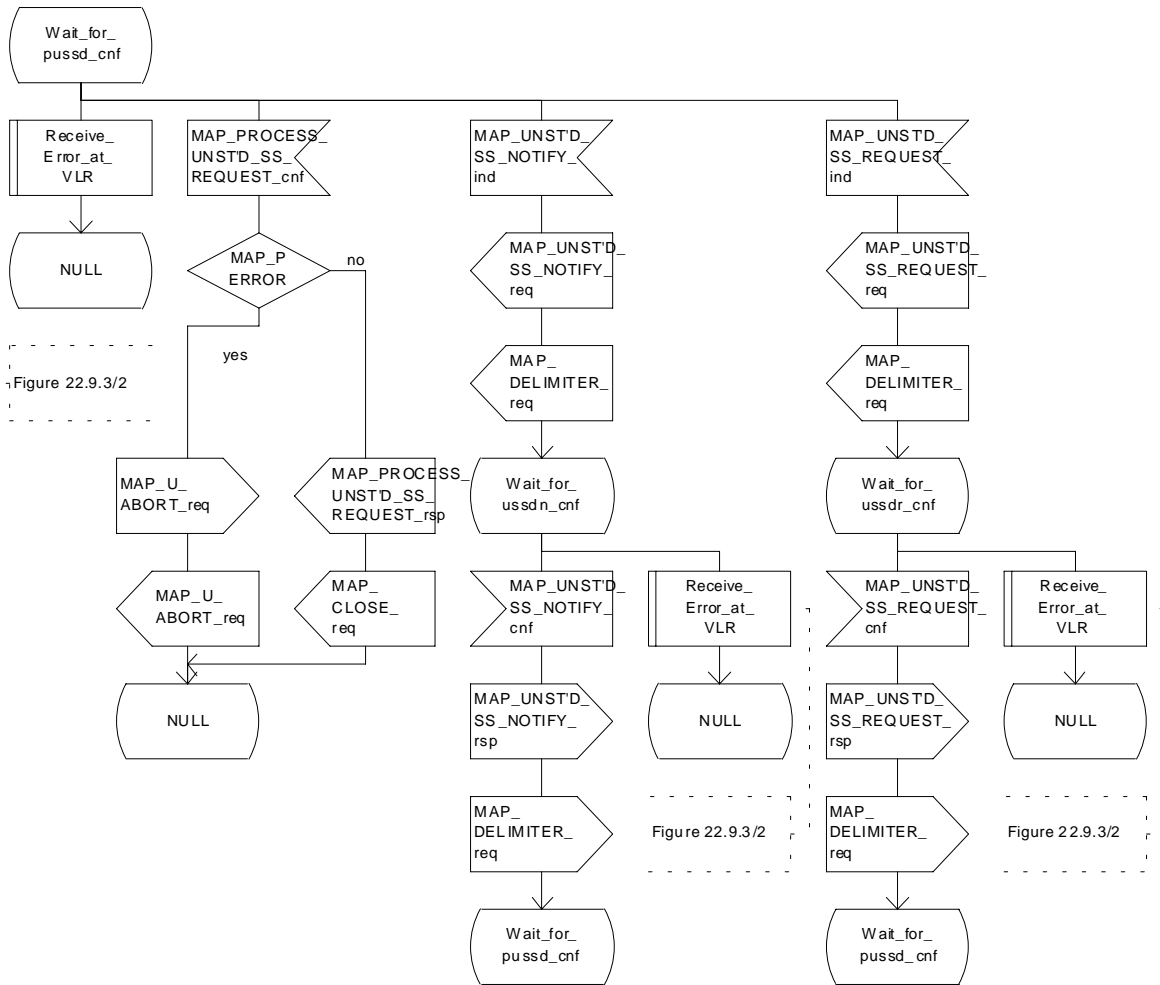 Wait_for_
pussd_cnf
Receive_
Error_at_
VLR
MAP_PROCESS_
UNST'D_SS_
REQUEST_cnf
MAP_UNST'D_
SS_NOTIFY_
ind
MAP_UNST'D_
SS_REQUEST_
ind
NULL
MAP_P
ERROR
no
yes
MAP_UNST'D_
SS_NOTIFY_
req
MAP_UNST'D_
SS_REQUEST_
req
Figure 22.9.3/2
MAP_
DELIMITER_
req
MAP_
DELIMITER_
req
MAP_U_
ABORT_req
MAP_PROCESS_
UNST'D_SS_
REQUEST_rsp
Wait_for_
ussdn_cnf
Wait_for_
ussdr_cnf
MAP_U_
ABORT_req
MAP_
CLOSE_
req
MAP_UNST'D_
SS_NOTIFY_
cnf
Receive_
Error_at_
VLR
MAP_UNST'D_
SS_REQUEST_
cnf
Receive_
Error_at_
VLR
NULL
MAP_UNST'D_
SS_NOTIFY_
rsp
NULL
MAP_UNST'D_
SS_REQUEST_
rsp
NULL
MAP_
DELIMITER_
req
Figure 22.9.3/2
MAP_
DELIMITER_
req
Figure 22.9.3/2
Wait_for_
pussd_cnf
Wait_for_
pussd_cnf